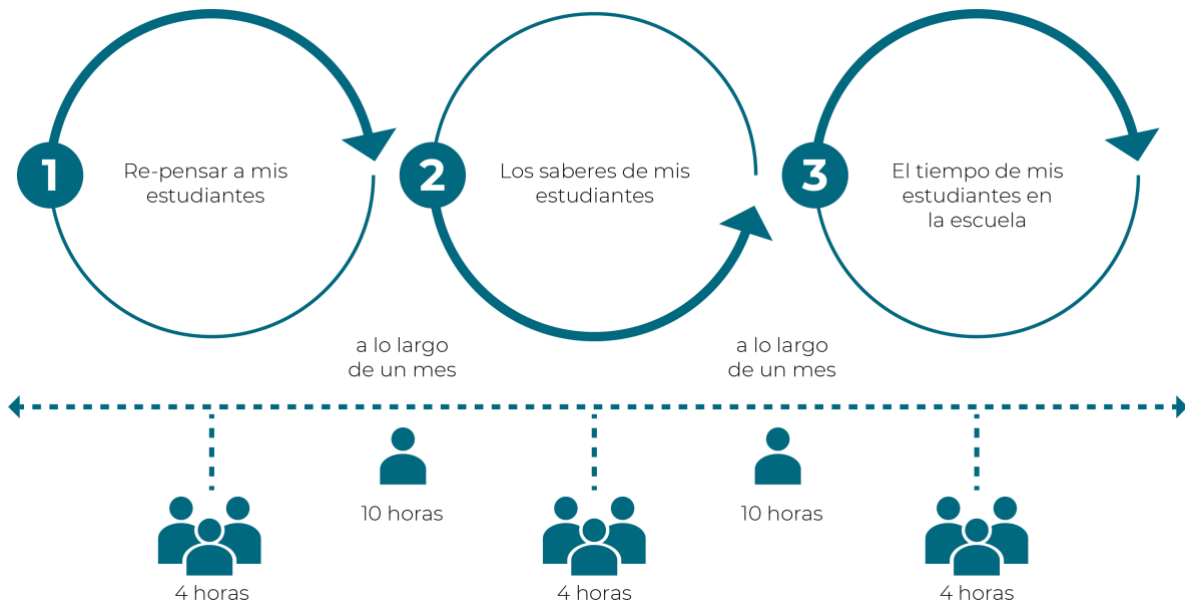 1
Re-pensar a mis
estudiantes
2
Los saberes de mis
estudiantes
3
El tiempo de mis
estudiantes en
la escuela
a lo largo
de un mes
a lo largo
de un mes
10 horas
10 horas
4 horas
4 horas
4 horas